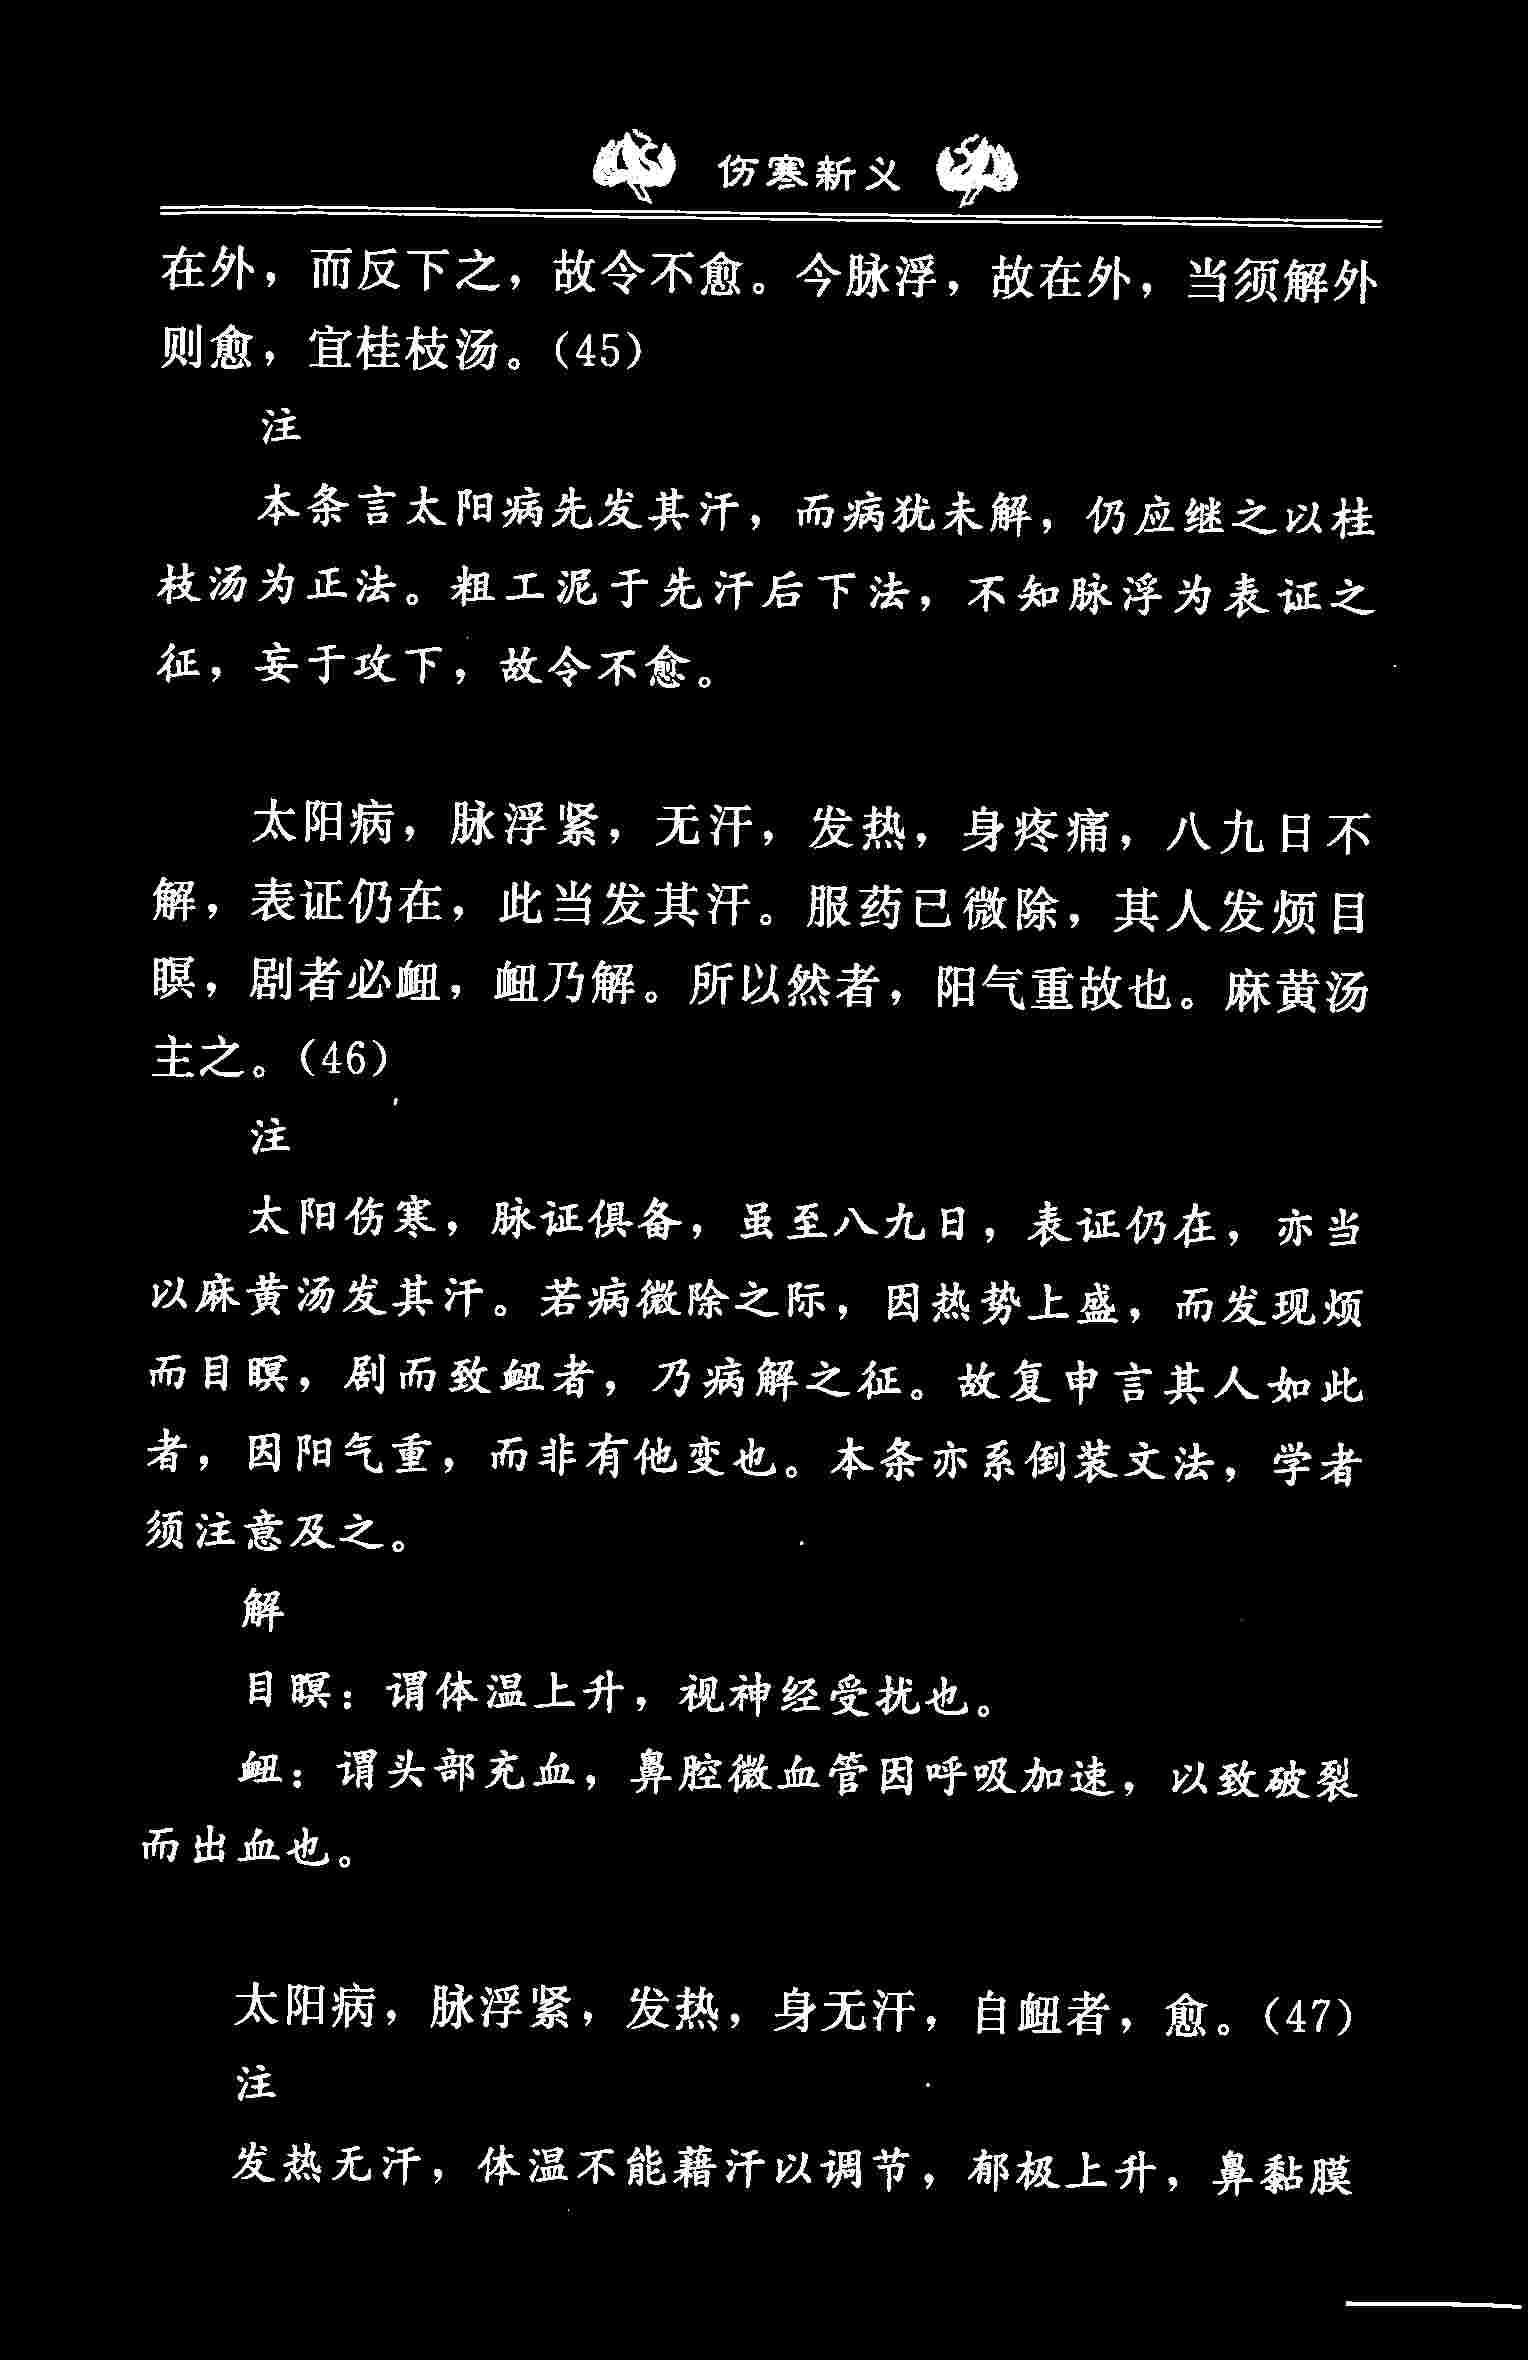 伤寒新义
在外，而反下之，故令不愈。今脉浮，故在外，当须解外
则愈，宜桂枝汤。（45）
注
本条言太阳病先发其汗，而病犹未解，仍应继之以桂
枝汤为正法。粗工泥于先汗后下法，不知脉浮为表证之
征，妄于攻下，故令不愈。
太阳病，脉浮紧，无汗，发热，身疼痛，八九日不
解，表证仍在，此当发其汗。服药已微除，其人发烦目
瞑，剧者必衄，衄乃解。所以然者，阳气重故也。麻黄汤
主之。（46）
注
太阳伤寒，脉证俱备，虽至八九日，表证仍在，亦当
以麻黄汤发其汗。若病微除之际，因热势上盛，而发现烦
而目瞑，剧而致衄者，乃病解之征。故复申言其人如此
者，因阳气重，而非有他变也。本条亦系倒装文法，学者
须注意及之。
解
目瞑：谓体温上升，视神经受扰也。
衄：谓头部充血，鼻腔微血管因呼吸加速，以致破裂
而出血也。
太阳病，脉浮紧，发热，身无汗，自衄者，愈。（47）
注
发热无汗，体温不能藉汗以调节，郁极上升，鼻黏膜